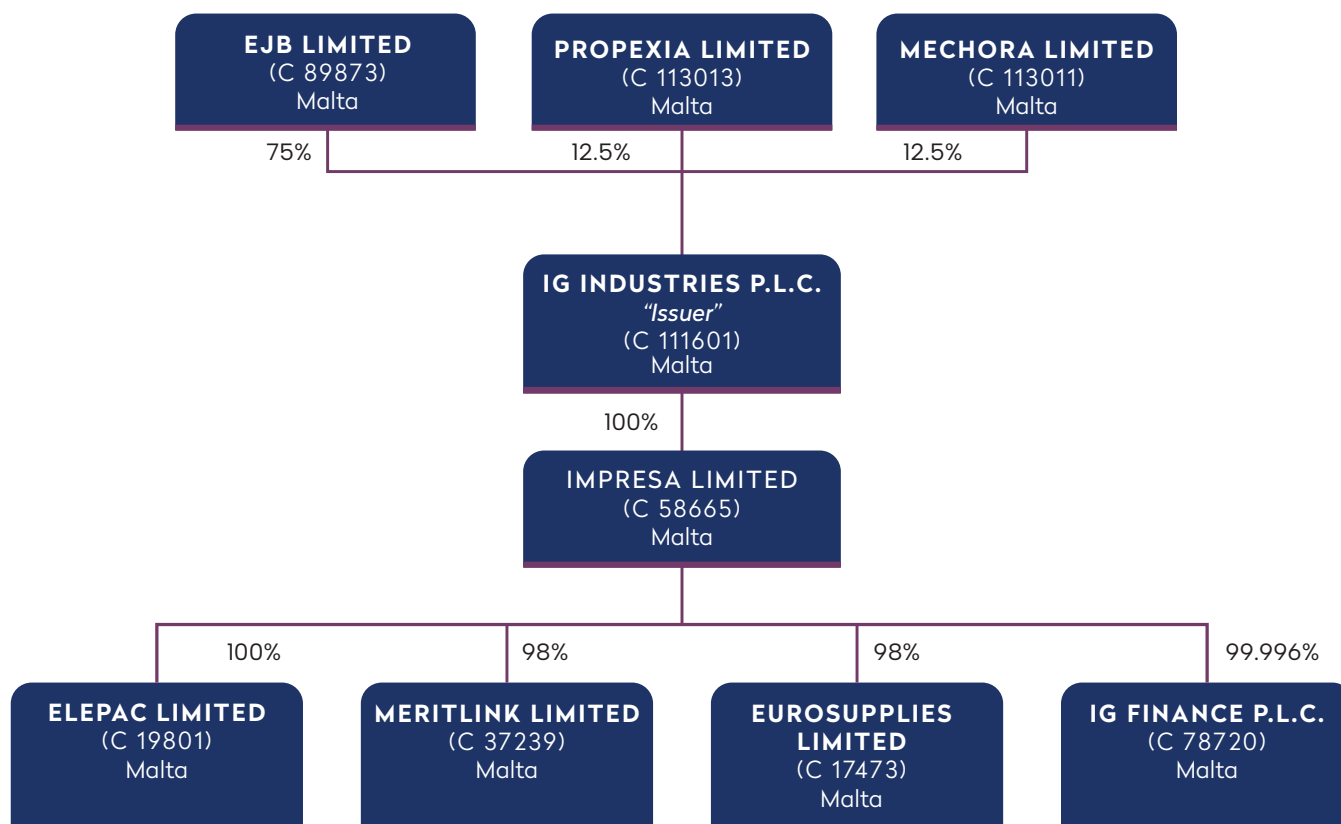 EJB LIMITED
(C 89873)
Malta
PROPEXIA LIMITED
(C 113013)
Malta
MECHORA LIMITED
(C 113011)
Malta
75%
12.5%
12.5%
IG INDUSTRIES P.L.C.
“Issuer”
(C 111601)
Malta
100%
IMPRESA LIMITED
(C 58665)
Malta
100%
98%
98%
99.996%
ELEPAC LIMITED
(C 19801)
Malta
MERITLINK LIMITED
(C 37239)
Malta
EUROSUPPLIES
LIMITED
(C 17473)
Malta
IG FINANCE P.L.C.
(C 78720)
Malta